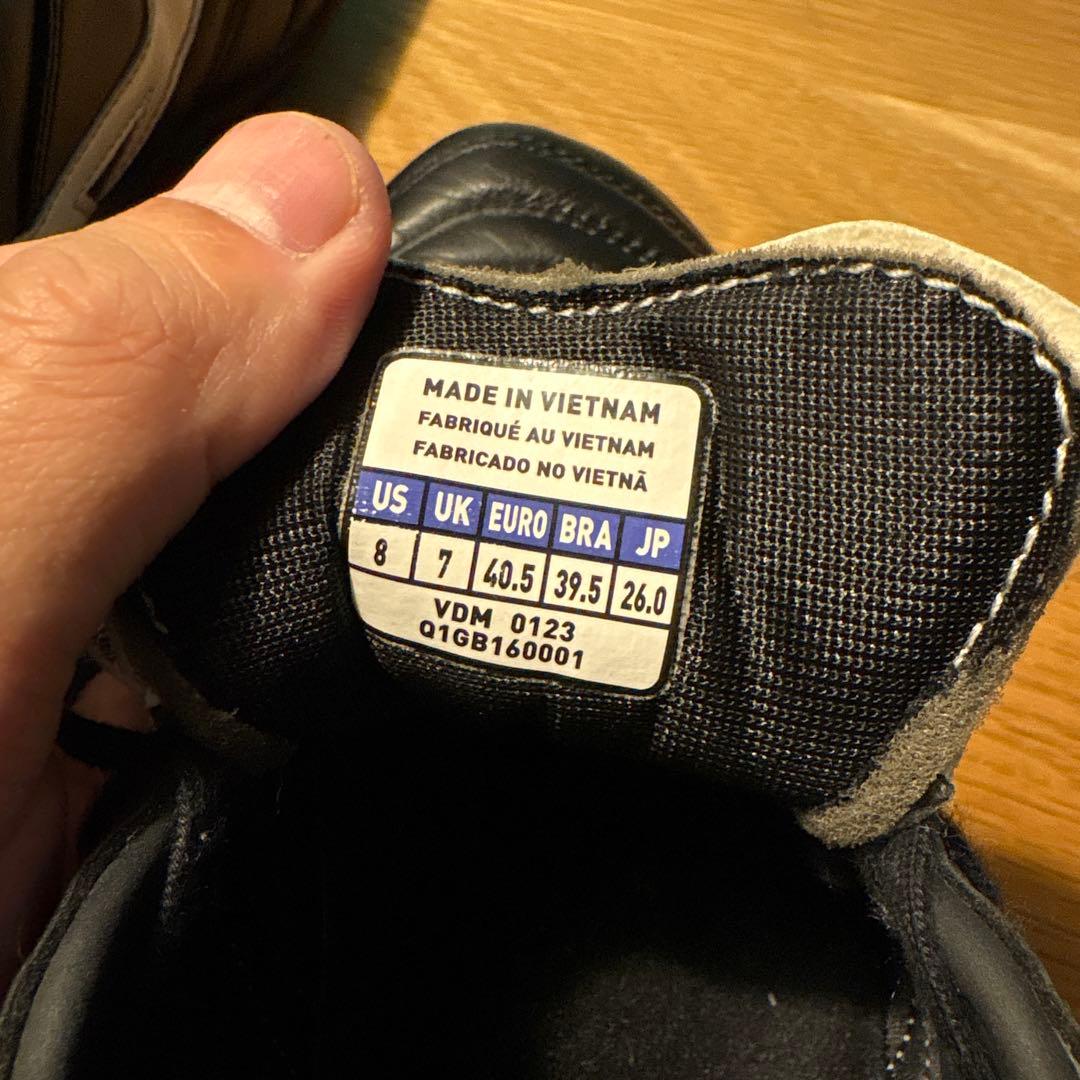 MADE IN VIETNAM
FABRIQUÉ AU VIETNAM
FABRICADO NO VIETNÃ
US UK EURO BRA JP
8 7 40.5 39.5 26.0
VDM 0123
Q1GB160001